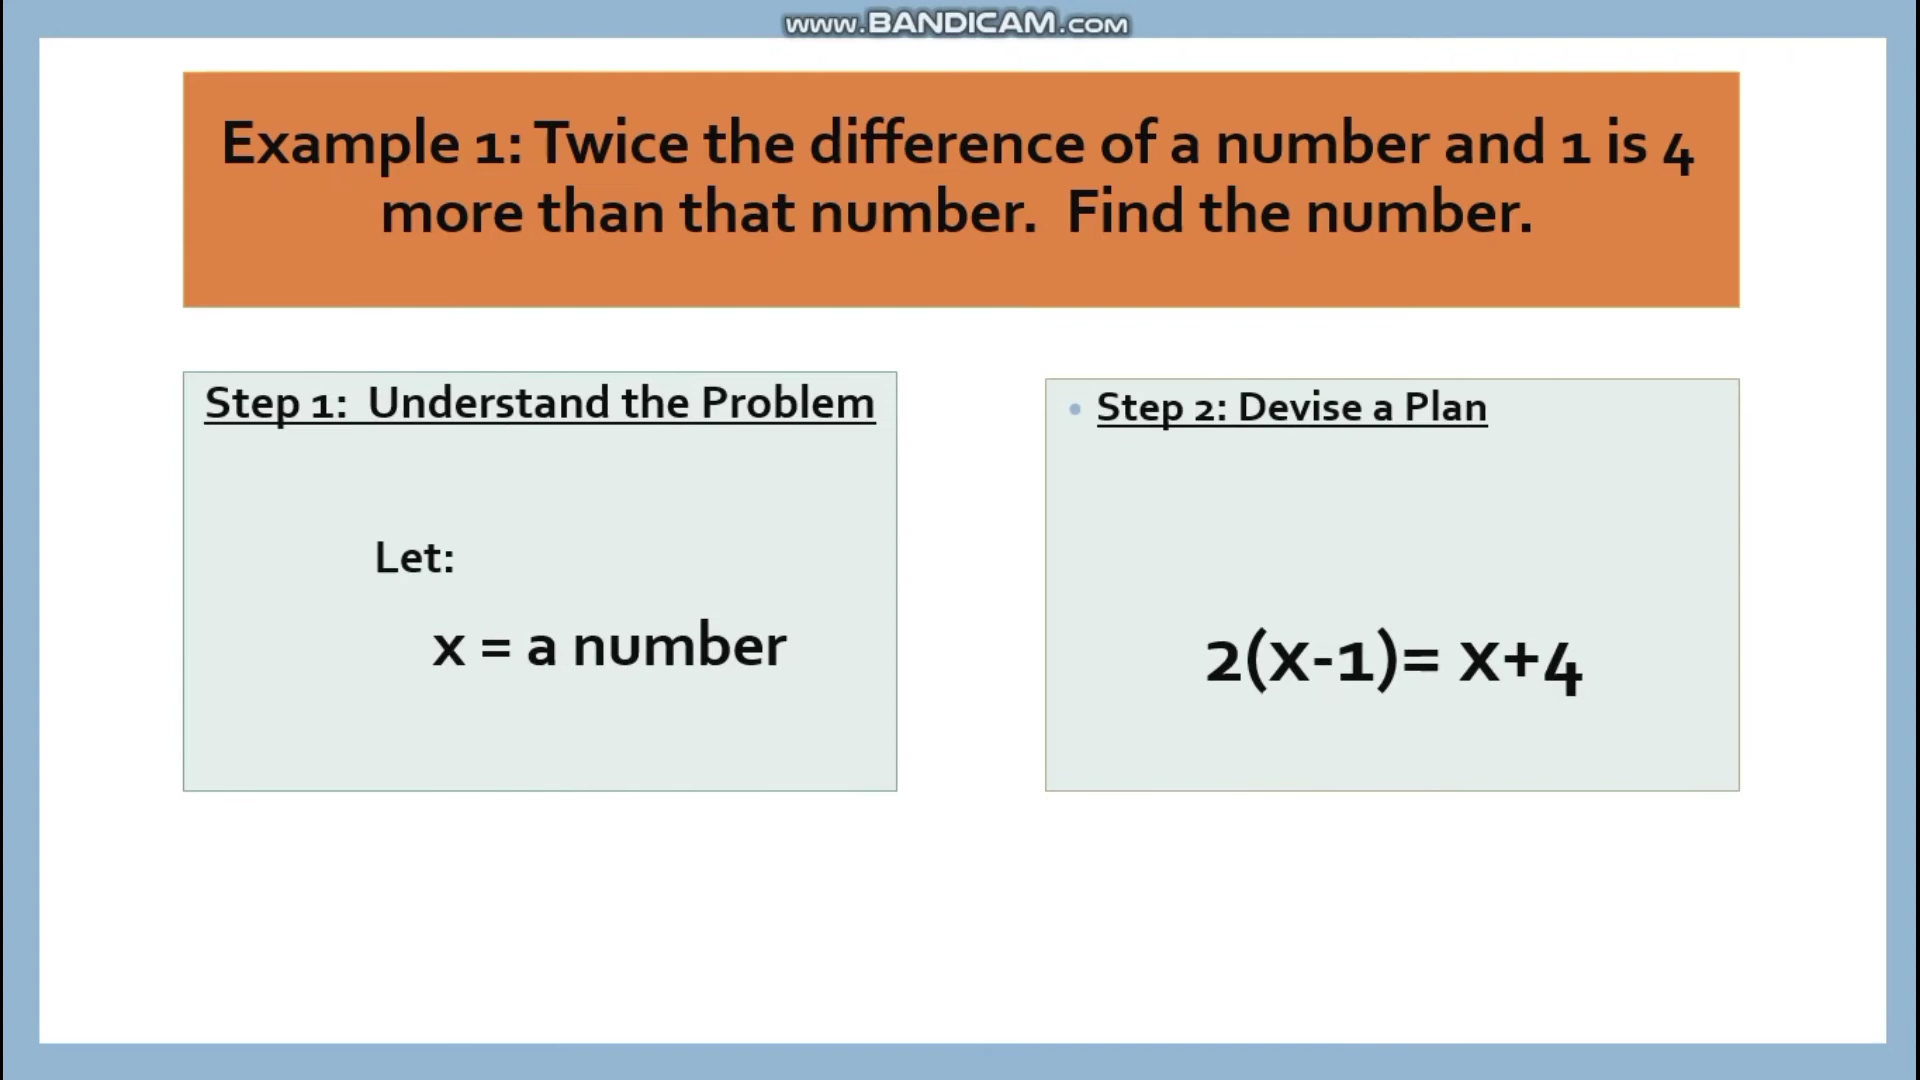 www.BANDICAM.com
Example 1: Twice the difference of a number and 1 is 4
more than that number.  Find the number.
Step 1:  Understand the Problem
Let:
x = a number
• Step 2: Devise a Plan
2(x-1)= x+4